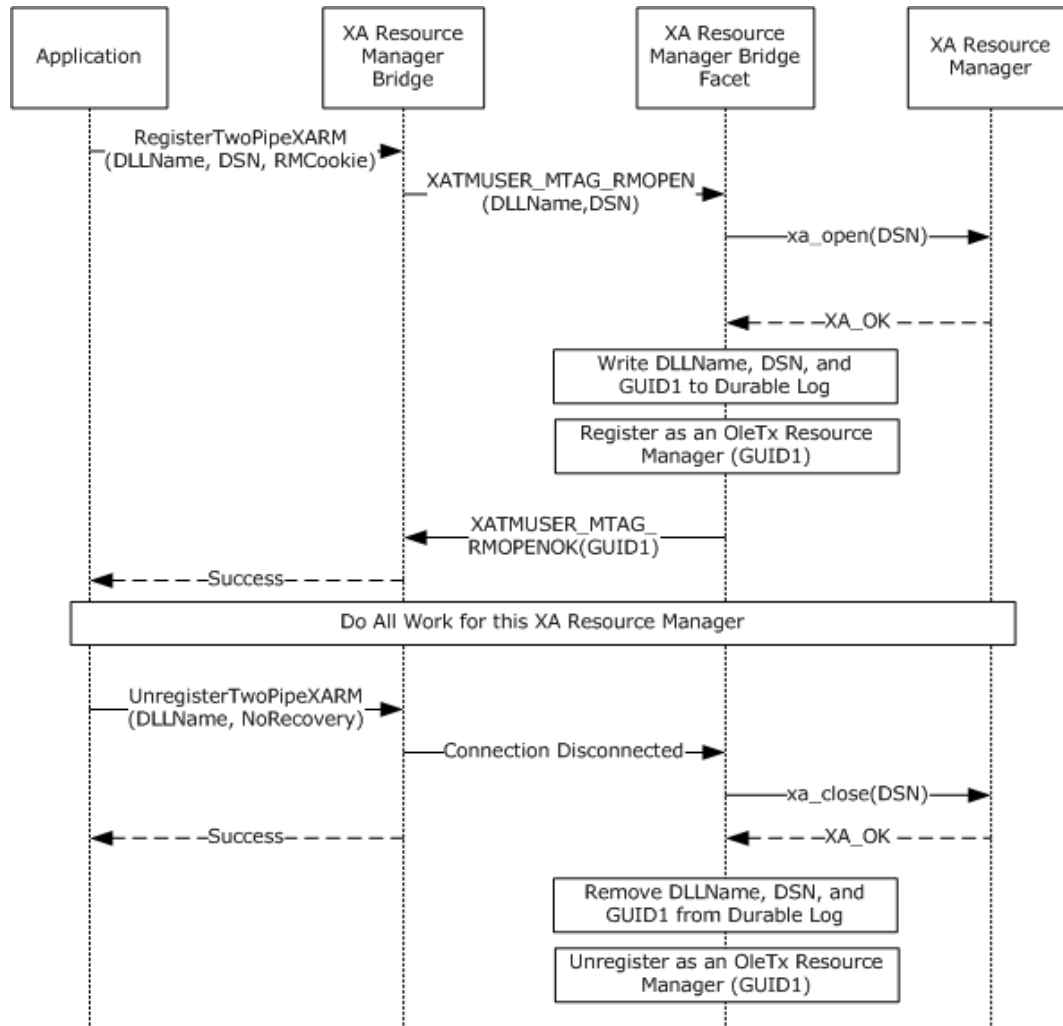 Application
XA Resource
Manager
Bridge
XA Resource
Manager Bridge
Facet
XA Resource
Manager
RegisterTwoPipeXARM
(DLLName, DSN, RMCookie)
XATMUSER_MTAG_RMOPEN
(DLLName,DSN)
xa_open(DSN)
XA_OK
Write DLLName, DSN, and
GUID1 to Durable Log
Register as an OleTx Resource
Manager (GUID1)
XATMUSER_MTAG_
RMOPENOK(GUID1)
Success
Do All Work for this XA Resource Manager
UnregisterTwoPipeXARM
(DLLName, NoRecovery)
Connection Disconnected
xa_close(DSN)
Success
XA_OK
Remove DLLName, DSN, and
GUID1 from Durable Log
Unregister as an OleTx Resource
Manager (GUID1)